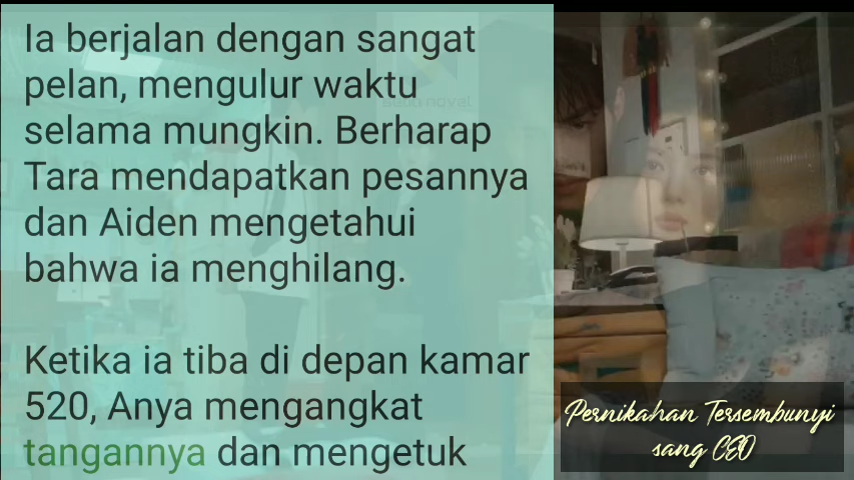 Ia berjalan dengan sangat
pelan, mengulur waktu
selama mungkin. Berharap
Tara mendapatkan pesannya
dan Aiden mengetahui
bahwa ia menghilang.
Ketika ia tiba di depan kamar
520, Anya mengangkat
tangannya dan mengetuk
Pernikahan Tersembunyi
sang CEO